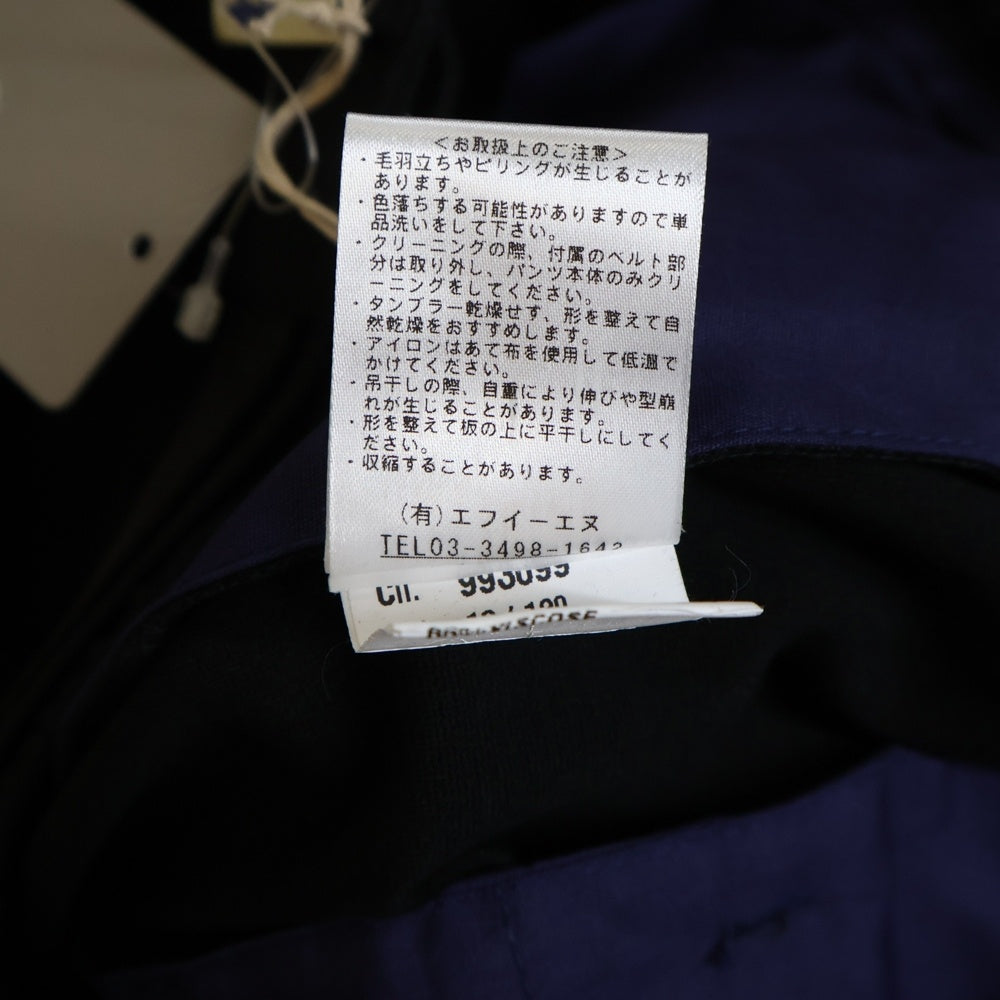 ＜お取扱上のご注意＞
・毛羽立ちやピリングが生じることが
あります。
・色落ちする可能性がありますので単
品洗いをして下さい。
・クリーニングの際、付属のベルト部
分は取り外し、パンツ本体のみクリ
ーニングをしてください。
・タンブラー乾燥せず、形を整えて自
然乾燥をおすすめします。
・アイロンはあて布を使用して低温で
かけてください。
・吊干しの際、自重により伸びや型崩
れが生じることがあります。
・形を整えて板の上に平干しにしてく
ださい。
・収縮することがあります。
(有)エフイーエヌ
TEL03-3498-1642
993099
VISCOSE